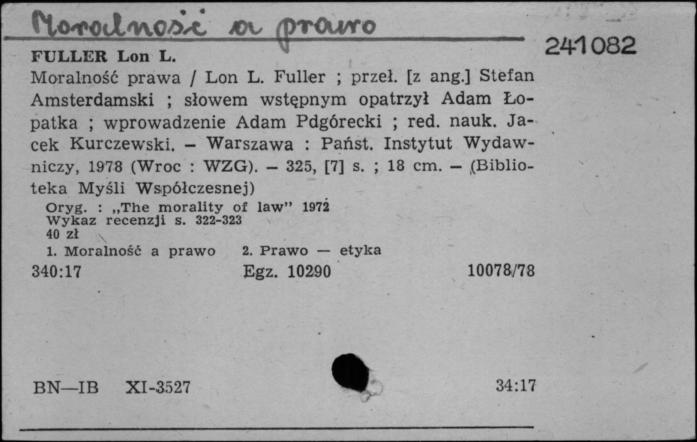 Moralność a prawo
241082
FULLER Lon L.
Moralność prawa / Lon L. Fuller ; przeł. [z ang.] Stefan
Amsterdamski ; słowem wstępnym opatrzył Adam Ło-
patka ; wprowadzenie Adam Pdgórecki ; red. nauk. Ja-
cek Kurczewski. — Warszawa : Państ. Instytut Wydaw-
niczy, 1978 (Wroc : WZG). — 325, [7] s. ; 18 cm. — (Biblio-
teka Myśli Współczesnej)
Oryg. : „The morality of law” 1972
Wykaz recenzji s. 322-323
40 zł
1. Moralność a prawo 2. Prawo — etyka
340:17 Egz. 10290 10078/78
BN—IB XI-3527 34:17